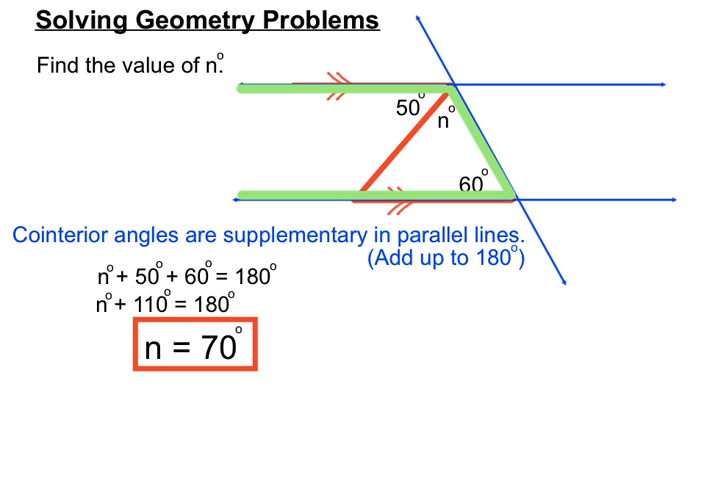 Solving Geometry Problems
Find the value of n°.
50°
n°
60°
Cointerior angles are supplementary in parallel lines.
(Add up to 180°)
n° + 50° + 60° = 180°
n° + 110° = 180°
n = 70°